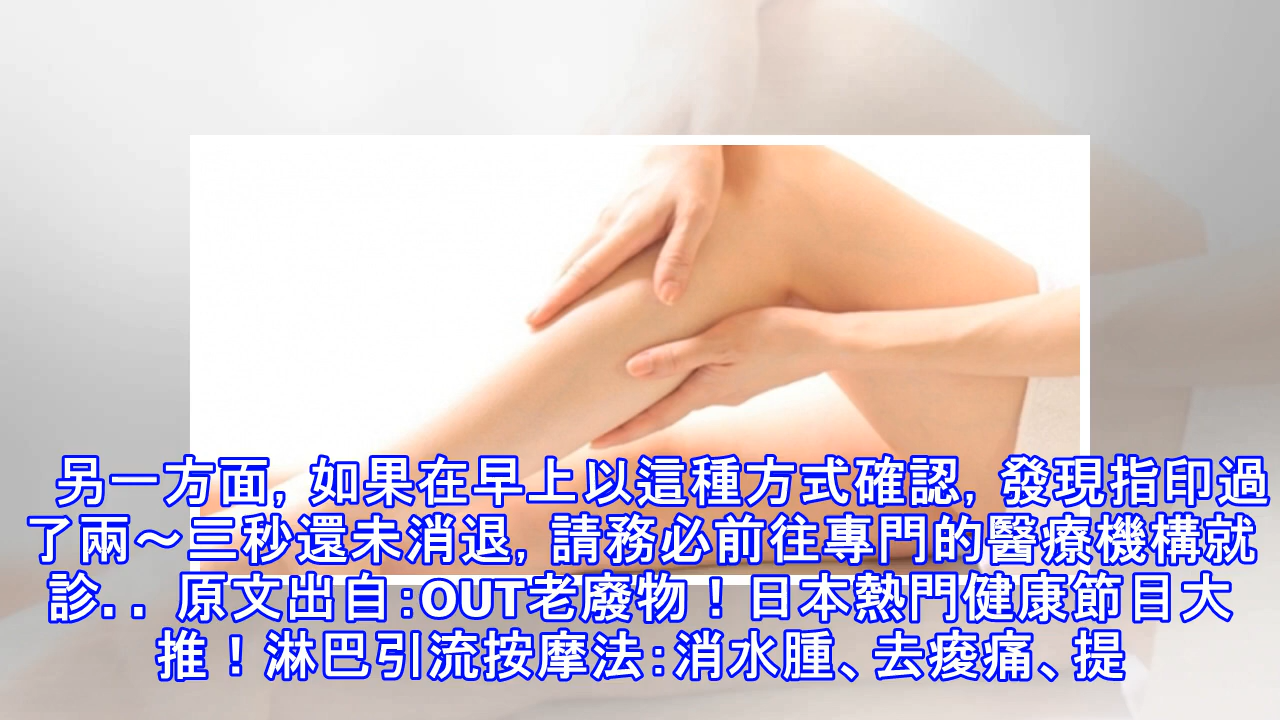 另一方面, 如果在早上以這種方式確認, 發現指印過
了兩～三秒還未消退, 請務必前往專門的醫療機構就
診. . 原文出自:OUT老廢物！日本熱門健康節目大
推！淋巴引流按摩法:消水腫、去痠痛、提